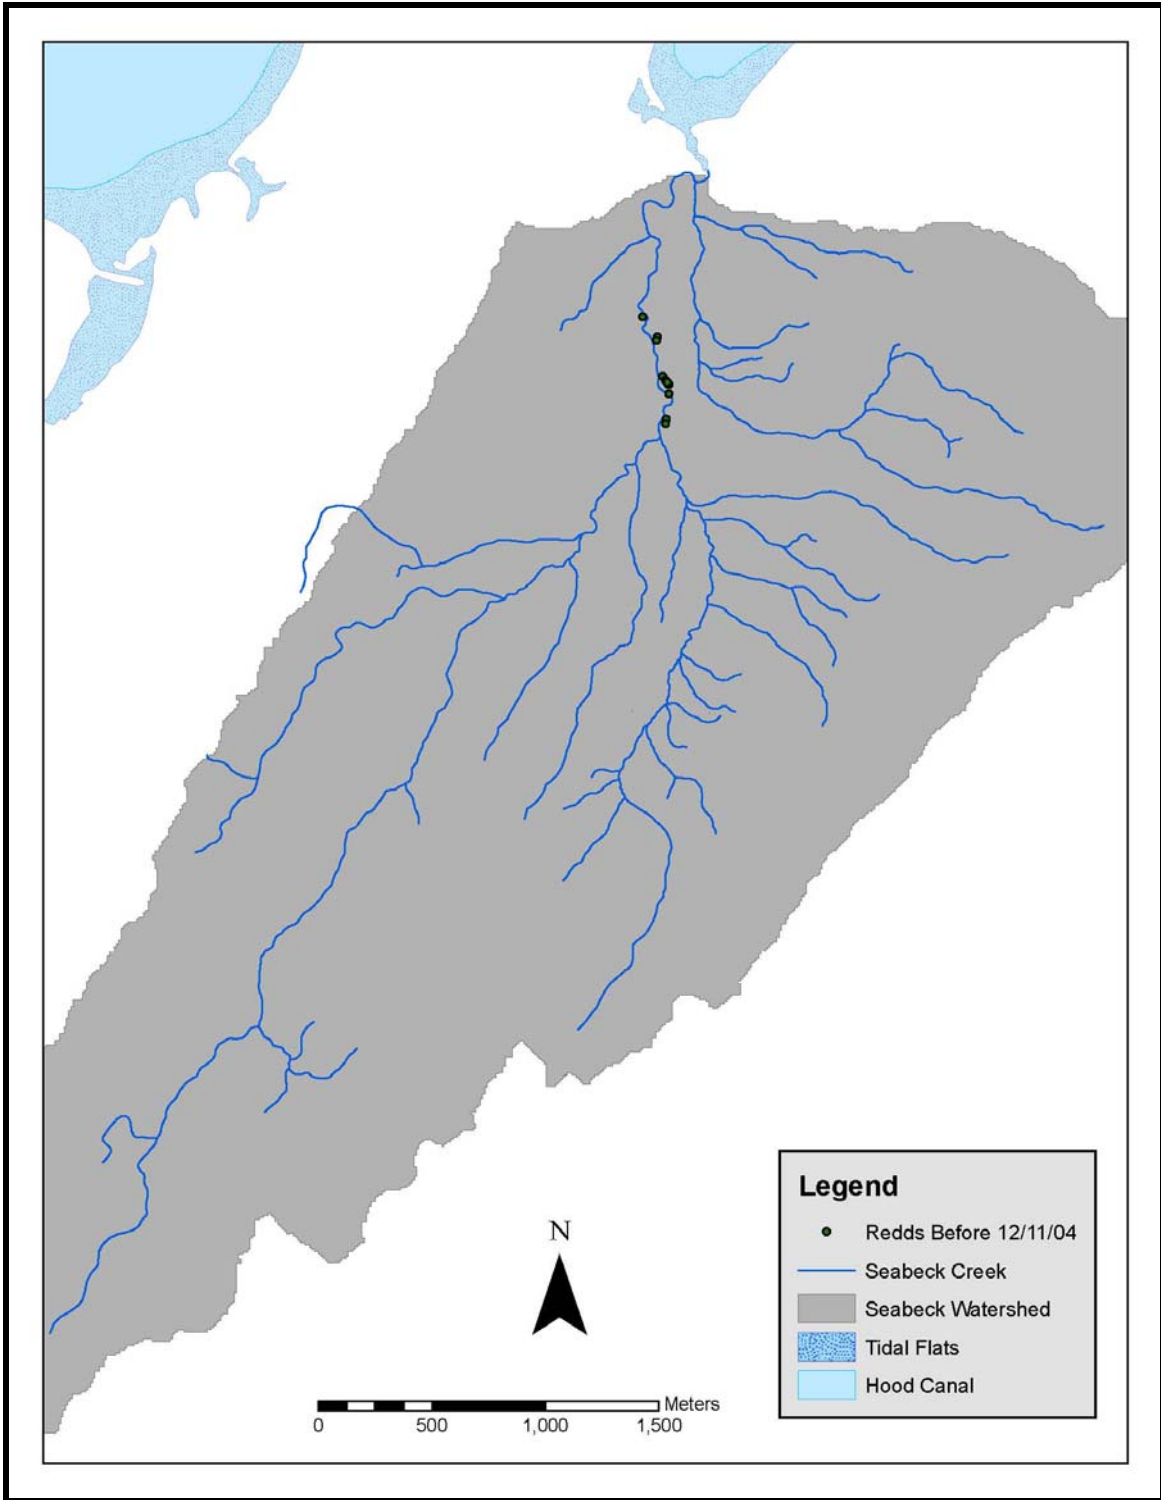 Legend
Redds Before 12/11/04
Seabeck Creek
Seabeck Watershed
Tidal Flats
Hood Canal
N
Meters
0 500 1,000 1,500